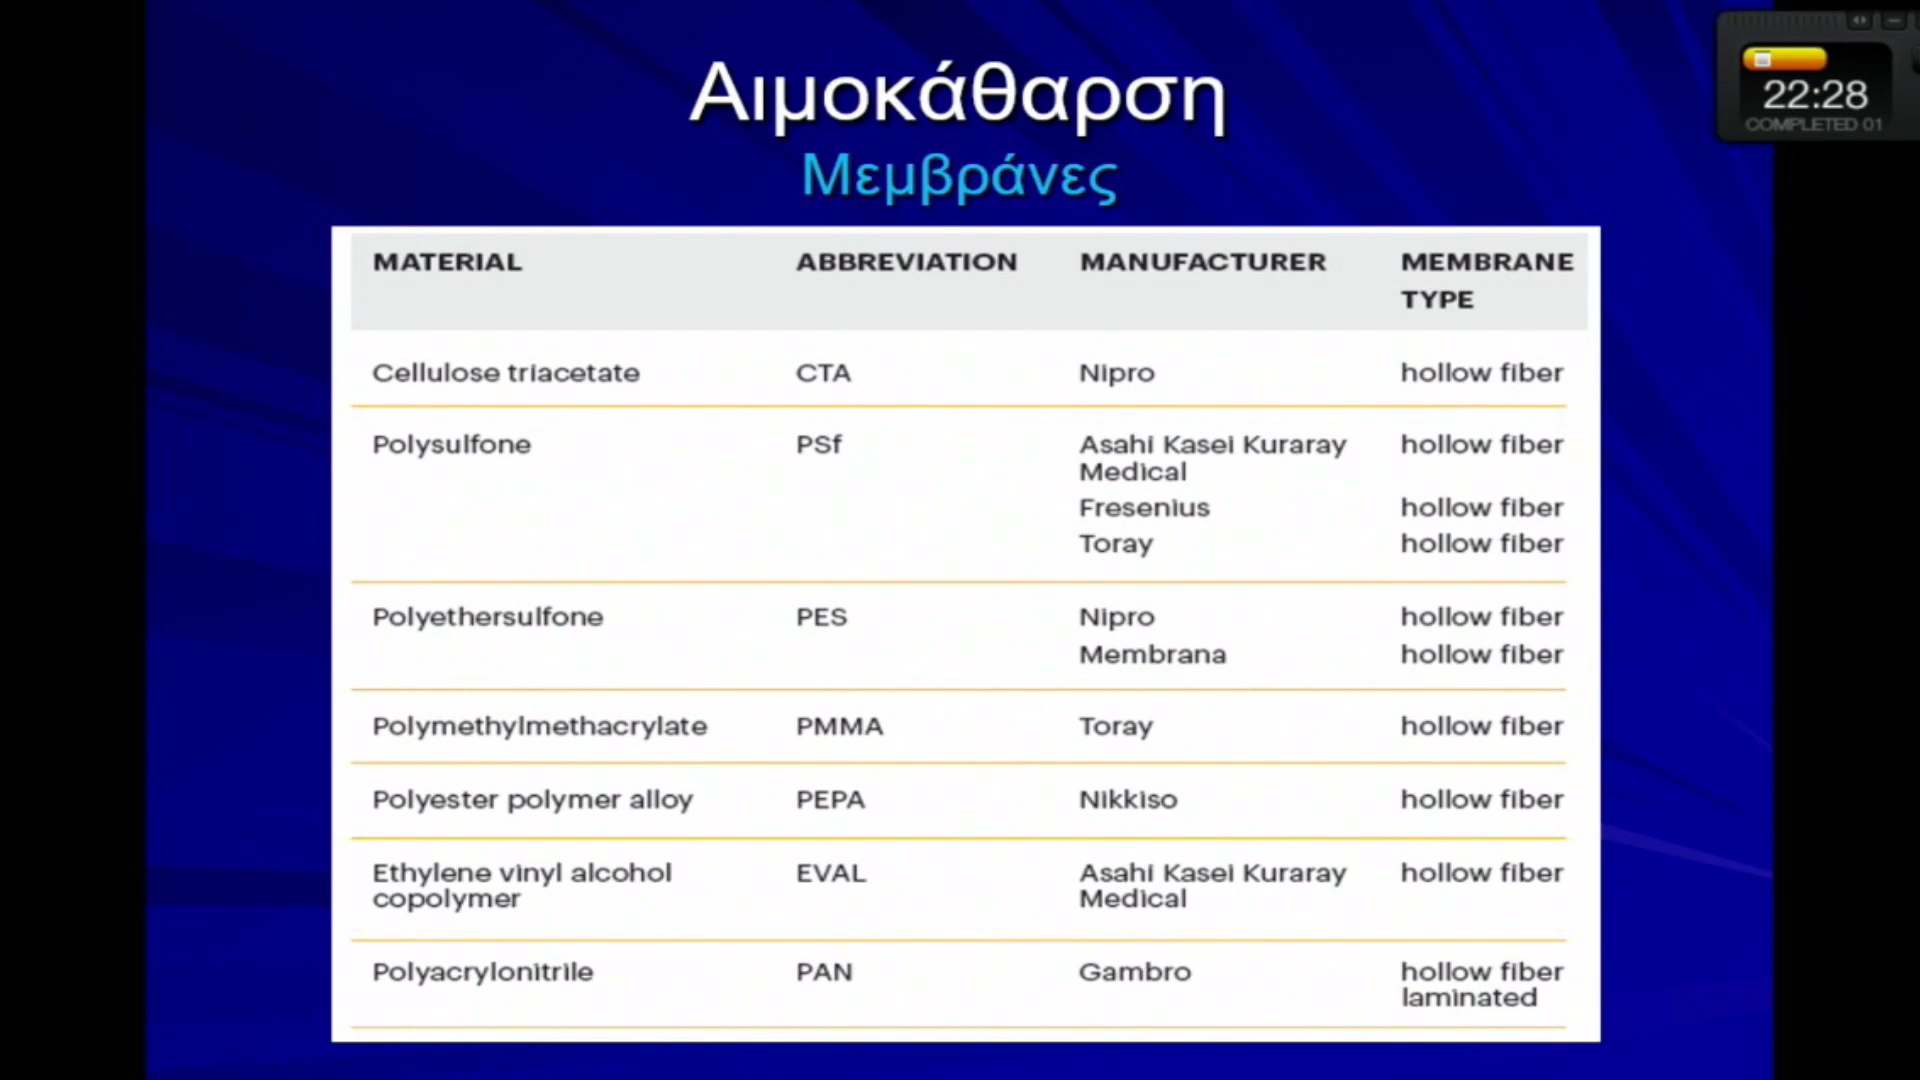 Αιμοκάθαρση
Μεμβράνες
22:28
COMPLETED 01
MATERIAL ABBREVIATION MANUFACTURER MEMBRANE TYPE
Cellulose triacetate CTA Nipro hollow fiber
Polysulfone PSf Asahi Kasei Kuraray Medical hollow fiber
Fresenius hollow fiber
Toray hollow fiber
Polyethersulfone PES Nipro hollow fiber
Membrana hollow fiber
Polymethylmethacrylate PMMA Toray hollow fiber
Polyester polymer alloy PEPA Nikkiso hollow fiber
Ethylene vinyl alcohol copolymer EVAL Asahi Kasei Kuraray Medical hollow fiber
Polyacrylonitrile PAN Gambro hollow fiber laminated